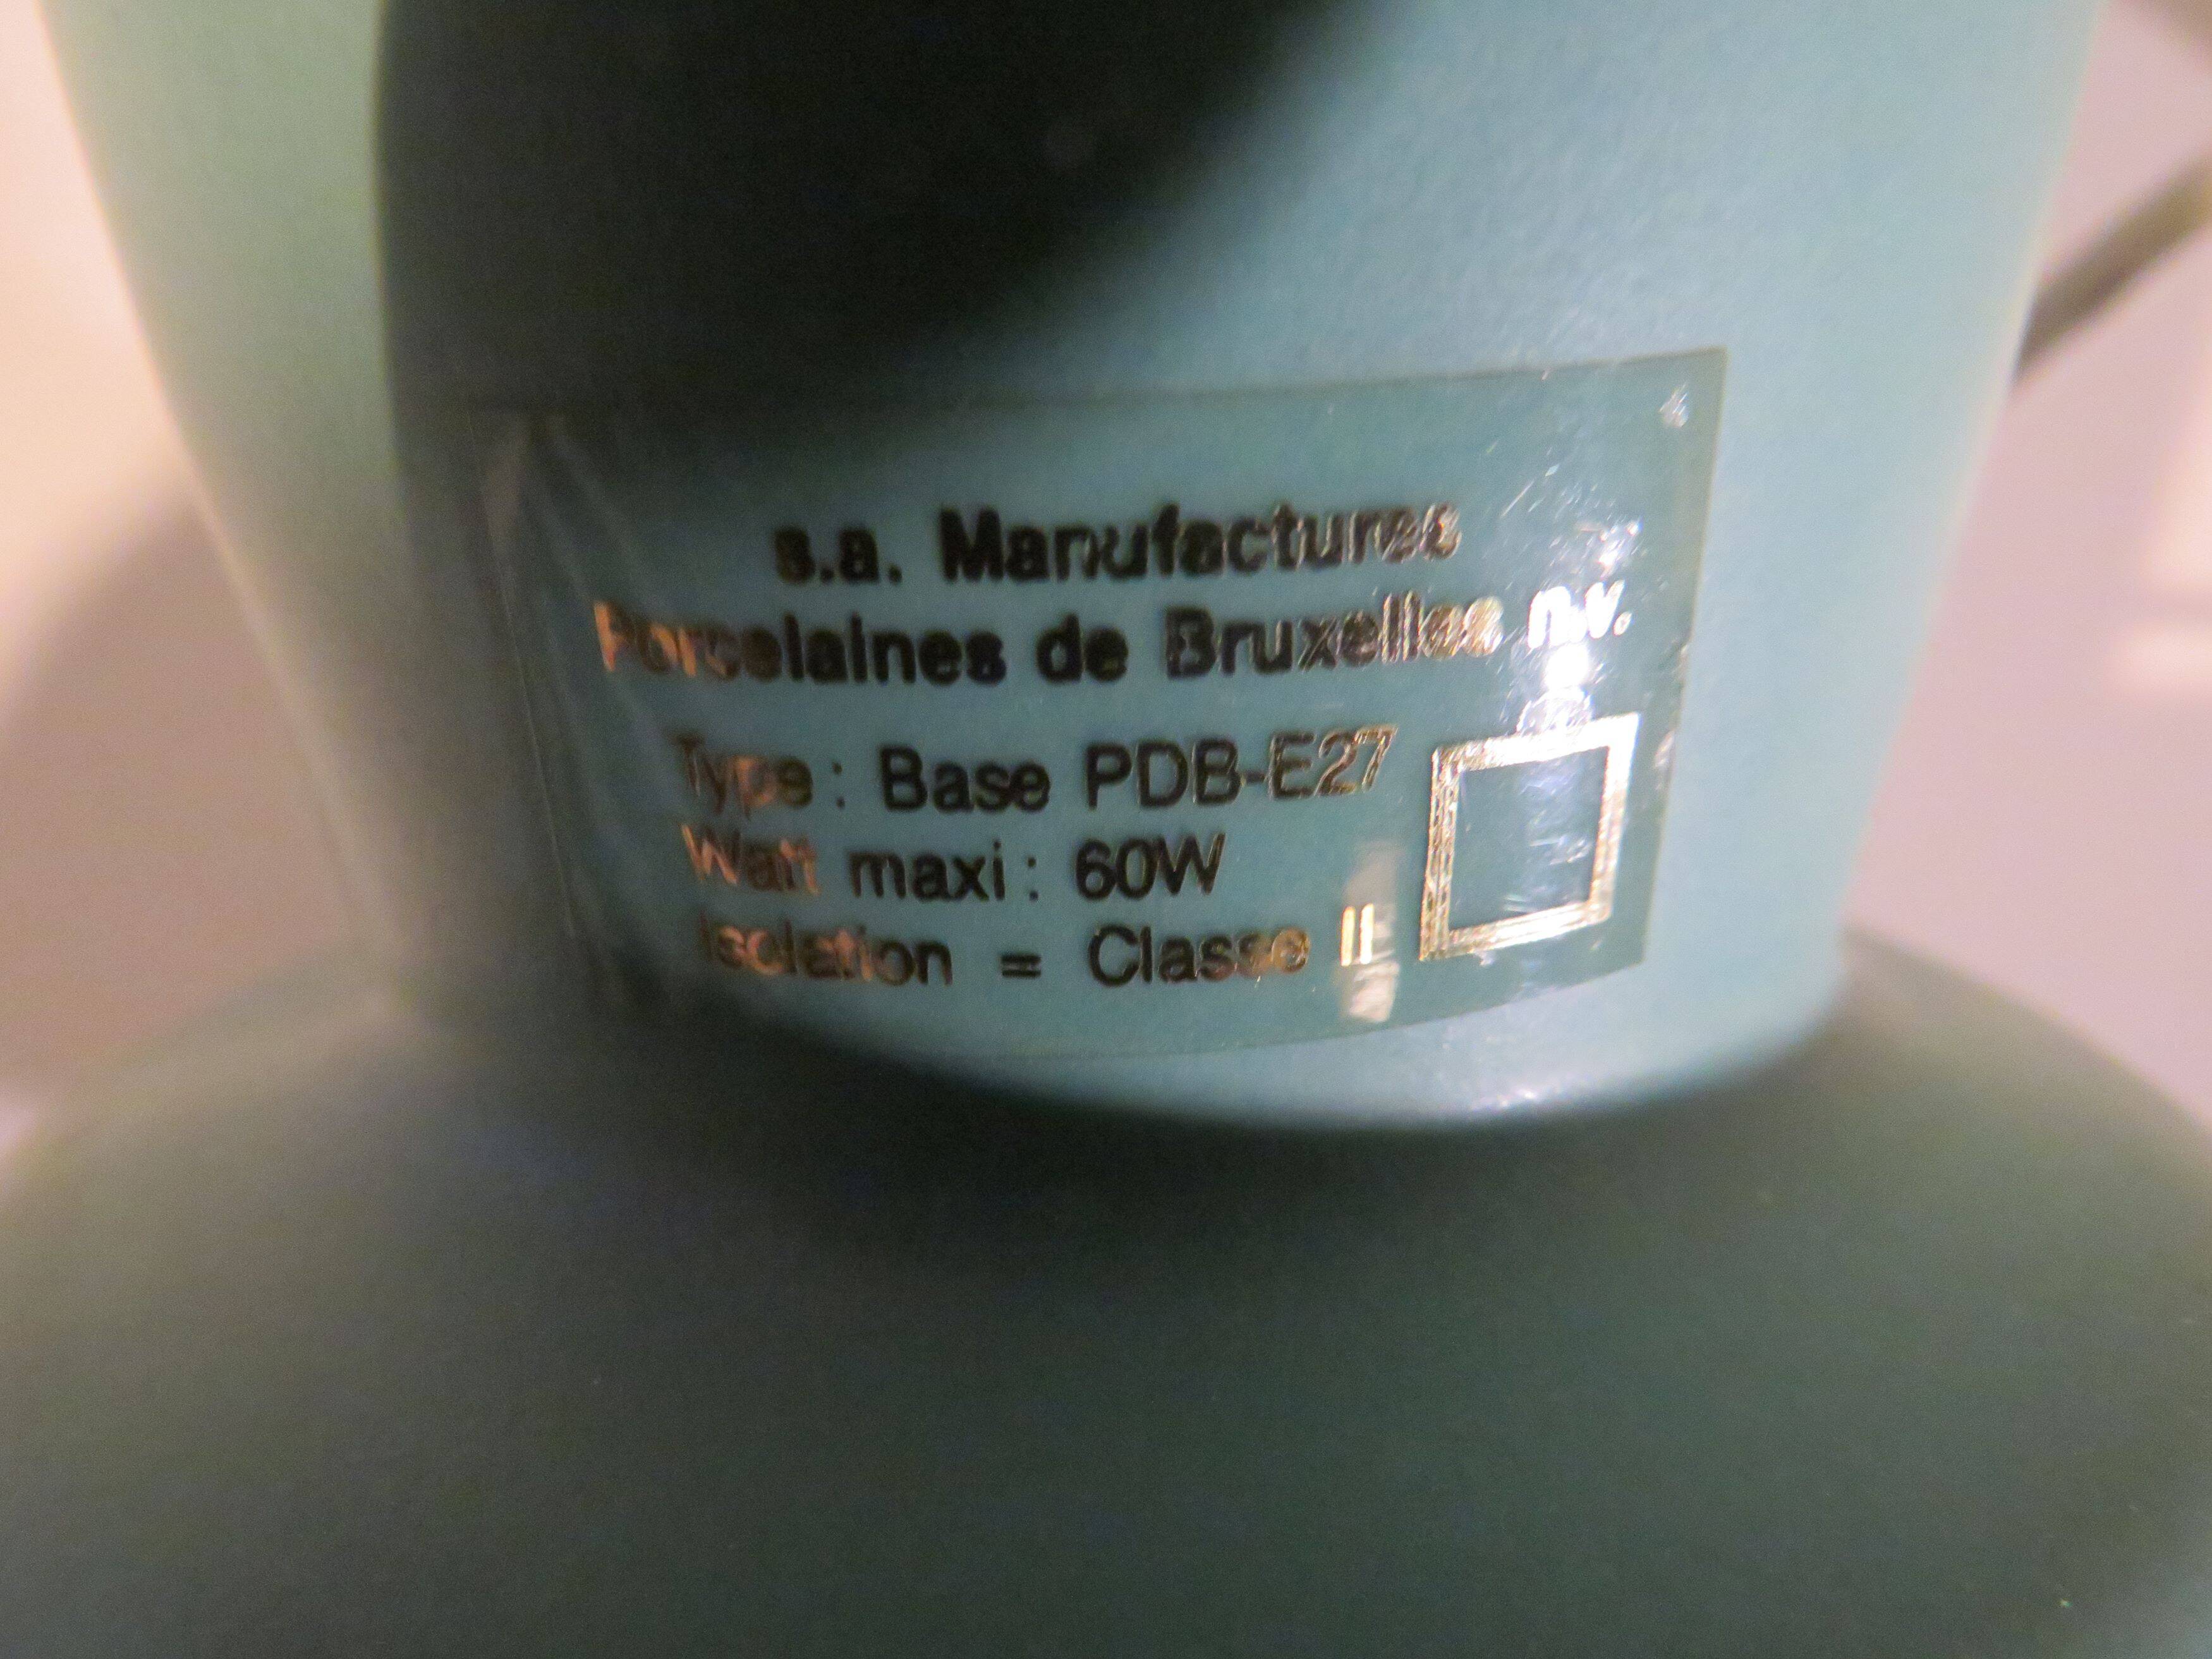 s.a. Manufactures
Porcelaines de Bruxelles n.v.
Type : Base PDB-E27
Watt maxi : 60W
Isolation = Classe II